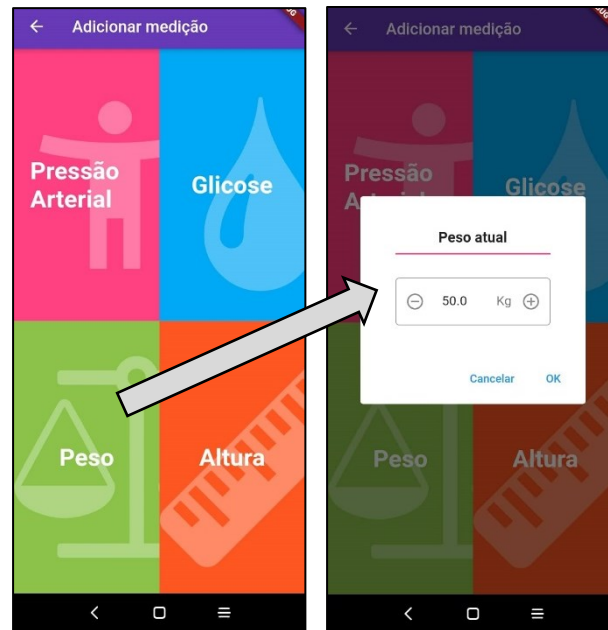 Adicionar medição
Pressão
Arterial
Glicose
Peso
Altura
Adicionar medição
Pressão
Glicose
Peso atual
50.0 Kg
Cancelar OK
Peso
Altura